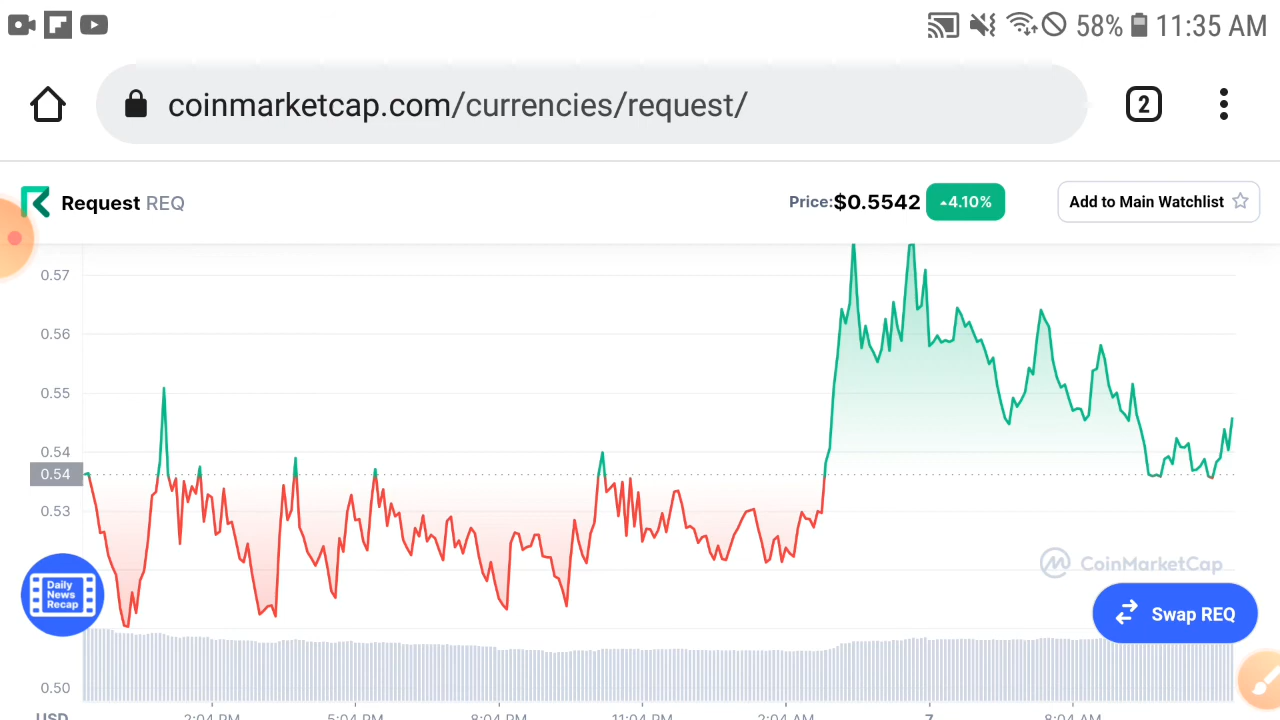 58% 11:35 AM
coinmarketcap.com/currencies/request/
2
Request REQ
Price:$0.5542
4.10%
Add to Main Watchlist
0.57
0.56
0.55
0.54
0.54
0.53
CoinMarketCap
Daily
News
Recap
Swap REQ
0.50
USD
2:04 PM
5:04 PM
8:04 PM
11:04 PM
2:04 AM
7
8:04 AM